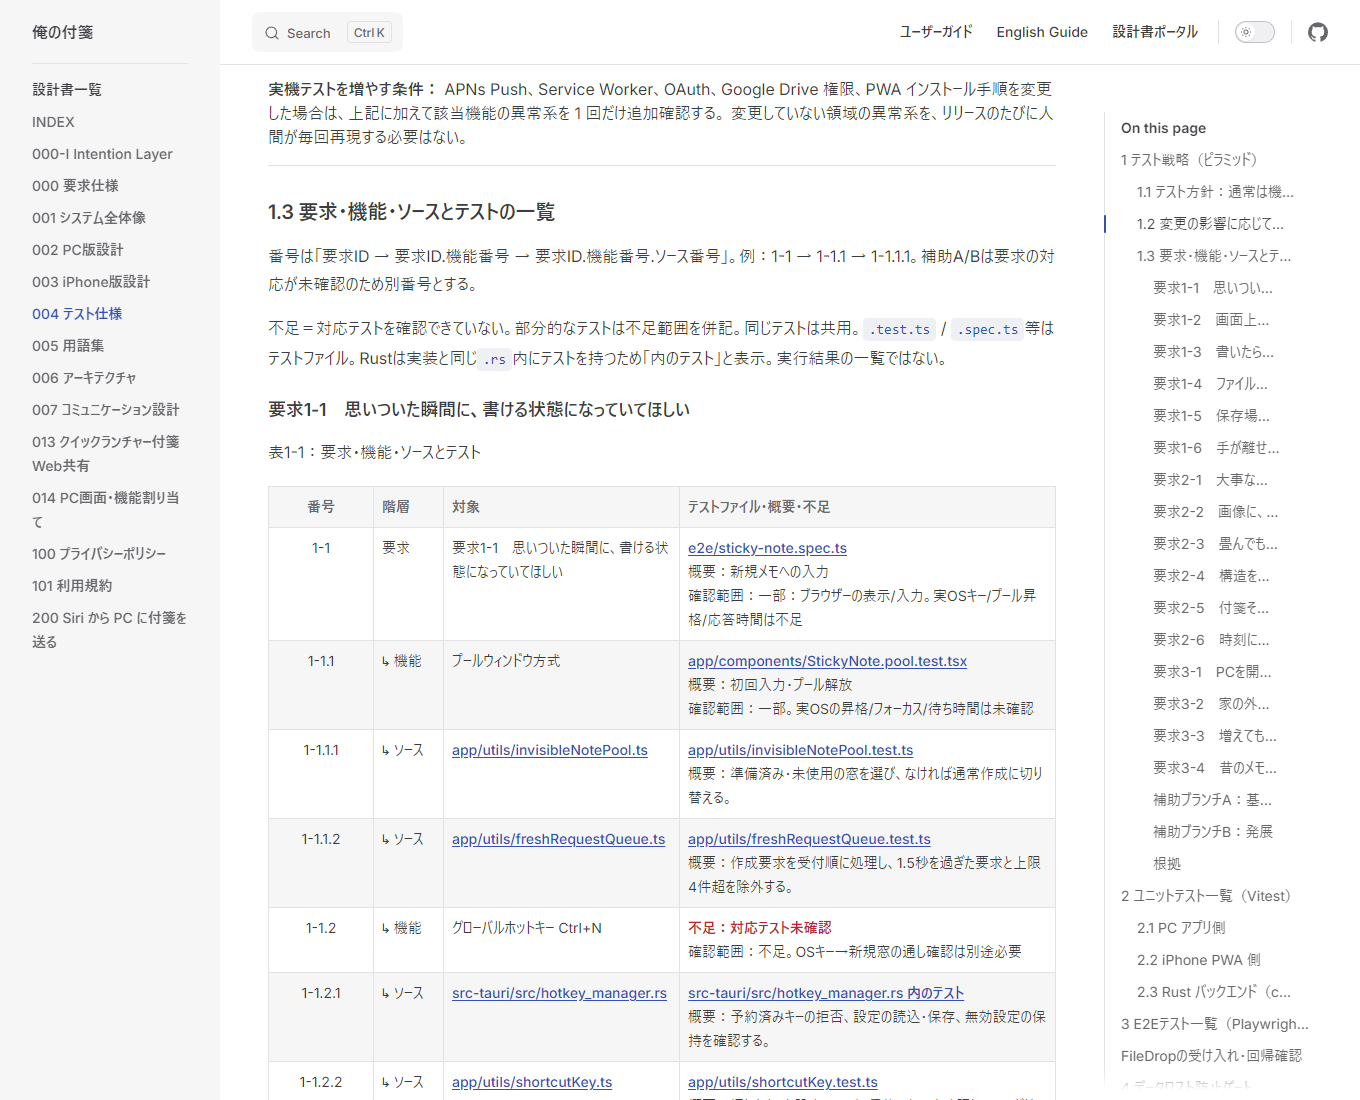 俺の付箋
Search
Ctrl K
ユーザーガイド
English Guide
設計書ポータル
設計書一覧
INDEX
000-I Intention Layer
000 要求仕様
001 システム全体像
002 PC版設計
003 iPhone版設計
004 テスト仕様
005 用語集
006 アーキテクチャ
007 コミュニケーション設計
013 クイックランチャー付箋
Web共有
014 PC画面・機能割り当
て
100 プライバシーポリシー
101 利用規約
200 Siri から PC に付箋を
送る
実機テストを増やす条件： APNs Push、Service Worker、OAuth、Google Drive 権限、PWA インストール手順を変更
した場合は、上記に加えて該当機能の異常系を 1 回だけ追加確認する。変更していない領域の異常系を、リリースのたびに人
間が毎回再現する必要はない。
1.3 要求・機能・ソースとテストの一覧
番号は「要求ID → 要求ID.機能番号 → 要求ID.機能番号.ソース番号」。例：1-1 → 1-1.1 → 1-1.1.1。補助A/Bは要求の対
応が未確認のため別番号とする。
不足＝対応テストを確認できていない。部分的なテストは不足範囲を併記。同じテストは共用。 .test.ts / .spec.ts 等は
テストファイル。Rustは実装と同じ .rs 内にテストを持つため「内のテスト」と表示。実行結果の一覧ではない。
要求1-1　思いついた瞬間に、書ける状態になっていてほしい
表1-1：要求・機能・ソースとテスト
番号 階層 対象 テストファイル・概要・不足
1-1 要求 要求1-1　思いついた瞬間に、書ける状 e2e/sticky-note.spec.ts
態になっていてほしい 概要：新規メモへの入力
確認範囲：一部：ブラウザーの表示/入力。実OSキー/プール昇
格/応答時間は不足
1-1.1 ↳ 機能 プールウィンドウ方式 app/components/StickyNote.pool.test.tsx
概要：初回入力・プール解放
確認範囲：一部。実OSの昇格/フォーカス/待ち時間は未確認
1-1.1.1 ↳ ソース app/utils/invisibleNotePool.ts app/utils/invisibleNotePool.test.ts
概要：準備済み・未使用の窓を選び、なければ通常作成に切り
替える。
1-1.1.2 ↳ ソース app/utils/freshRequestQueue.ts app/utils/freshRequestQueue.test.ts
概要：作成要求を受付順に処理し、1.5秒を過ぎた要求と上限
4件超を除外する。
1-1.2 ↳ 機能 グローバルホットキー Ctrl+N 不足：対応テスト未確認
確認範囲：不足。OSキー→新規窓の通し確認は別途必要
1-1.2.1 ↳ ソース src-tauri/src/hotkey_manager.rs src-tauri/src/hotkey_manager.rs 内のテスト
概要：予約済みキーの拒否、設定の読込・保存、無効設定の保
持を確認する。
1-1.2.2 ↳ ソース app/utils/shortcutKey.ts app/utils/shortcutKey.test.ts
On this page
1 テスト戦略（ピラミッド）
1.1 テスト方針：通常は機…
1.2 変更の影響に応じて…
1.3 要求・機能・ソースとテ…
要求1-1　思いつい…
要求1-2　画面上…
要求1-3　書いたら…
要求1-4　ファイル…
要求1-5　保存場…
要求1-6　手が離せ…
要求2-1　大事な…
要求2-2　画像に、…
要求2-3　畳んでも…
要求2-4　構造を…
要求2-5　付箋そ…
要求2-6　時刻に…
要求3-1　PCを開…
要求3-2　家の外…
要求3-3　増えても…
要求3-4　昔のメモ…
補助ブランチA：基…
補助ブランチB：発展
根拠
2 ユニットテスト一覧（Vitest）
2.1 PC アプリ側
2.2 iPhone PWA 側
2.3 Rust バックエンド（c…
3 E2Eテスト一覧（Playwrigh…
FileDropの受け入れ・回帰確認
4 データロスト防止ゲート